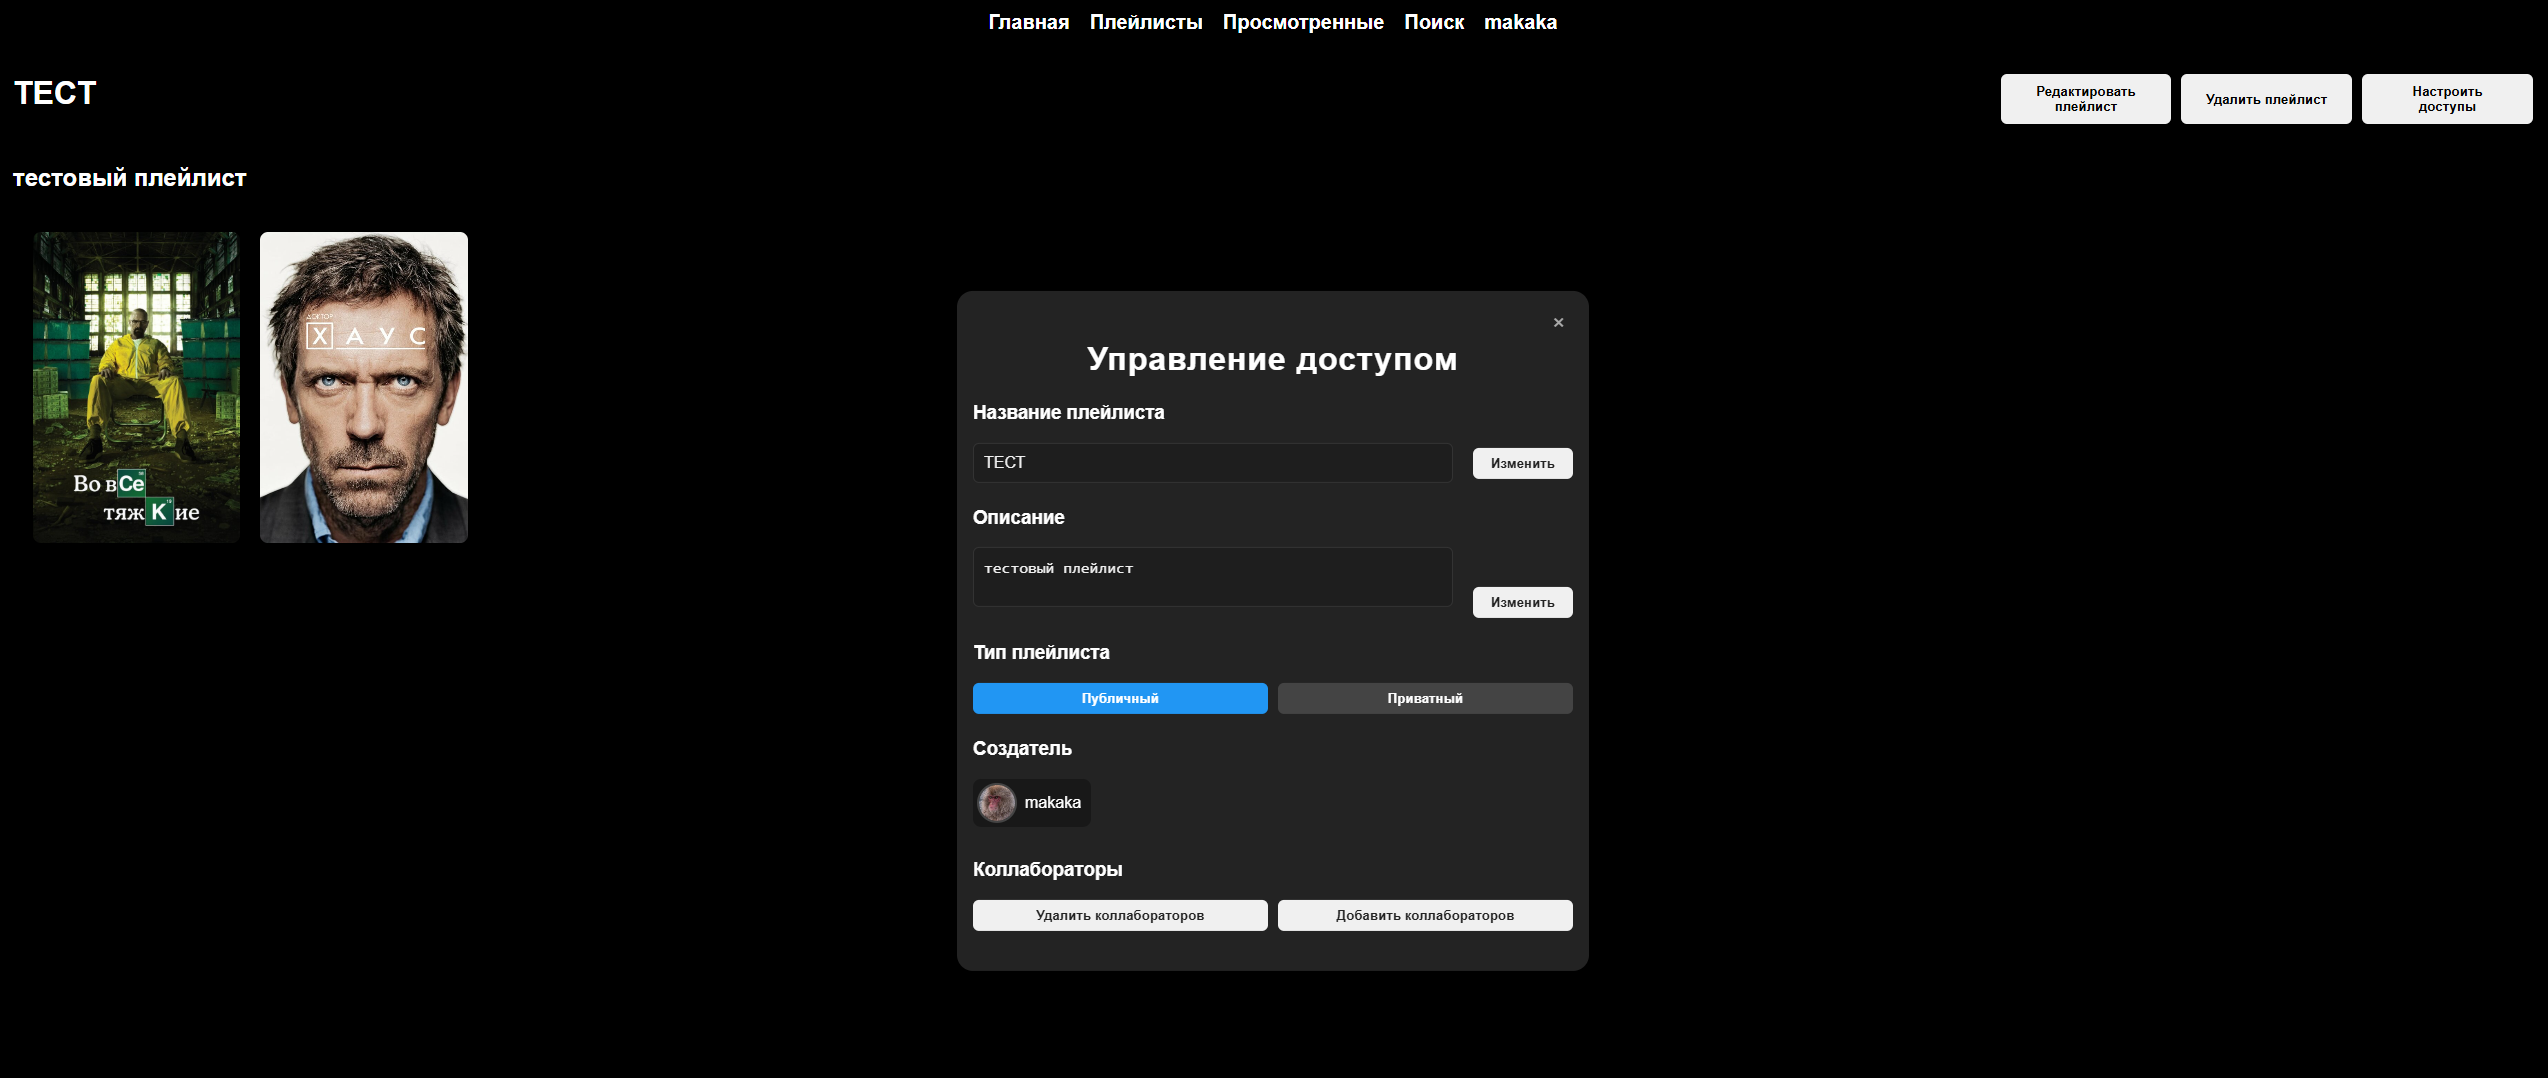 Главная Плейлисты Просмотренные Поиск makaka
ТЕСТ
Редактировать
плейлист
Удалить плейлист
Настроить
доступы
тестовый плейлист
Во всЕ
тяжКие
ДОКТОР
ХАУС
×
Управление доступом
Название плейлиста
ТЕСТ
Изменить
Описание
тестовый плейлист
Изменить
Тип плейлиста
Публичный
Приватный
Создатель
makaka
Коллабораторы
Удалить коллабораторов
Добавить коллабораторов